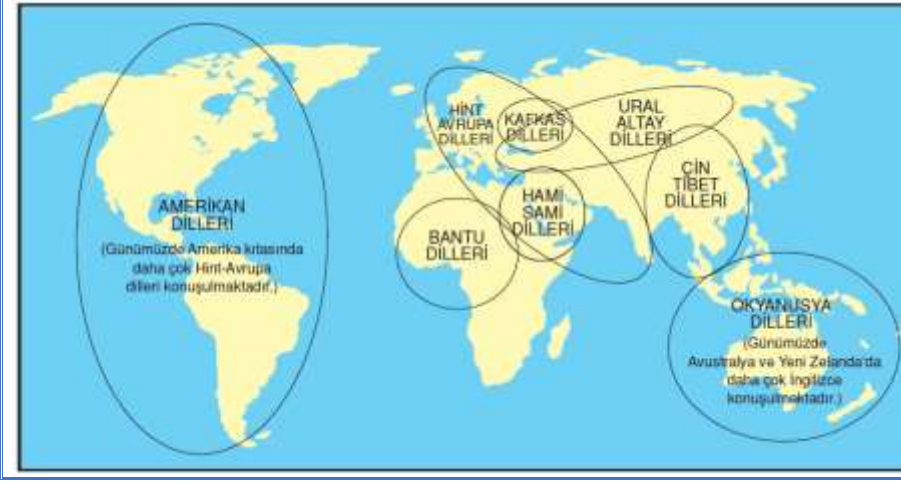 HİNT
AVRUPA
DİLLERİ
KAFKAS
DİLLERİ
URAL
ALTAY
DİLLERİ
ÇİN
TİBET
DİLLERİ
HAMİ
SAMİ
DİLLERİ
BANTU
DİLLERİ
AMERİKAN
DİLLERİ
(Günümüzde Amerika kıtasında
daha çok Hint-Avrupa
dilleri konuşulmaktadır.)
OKYANUSYA
DİLLERİ
(Günümüzde
Avustralya ve Yeni Zelanda'da
daha çok İngilizce
konuşulmaktadır.)